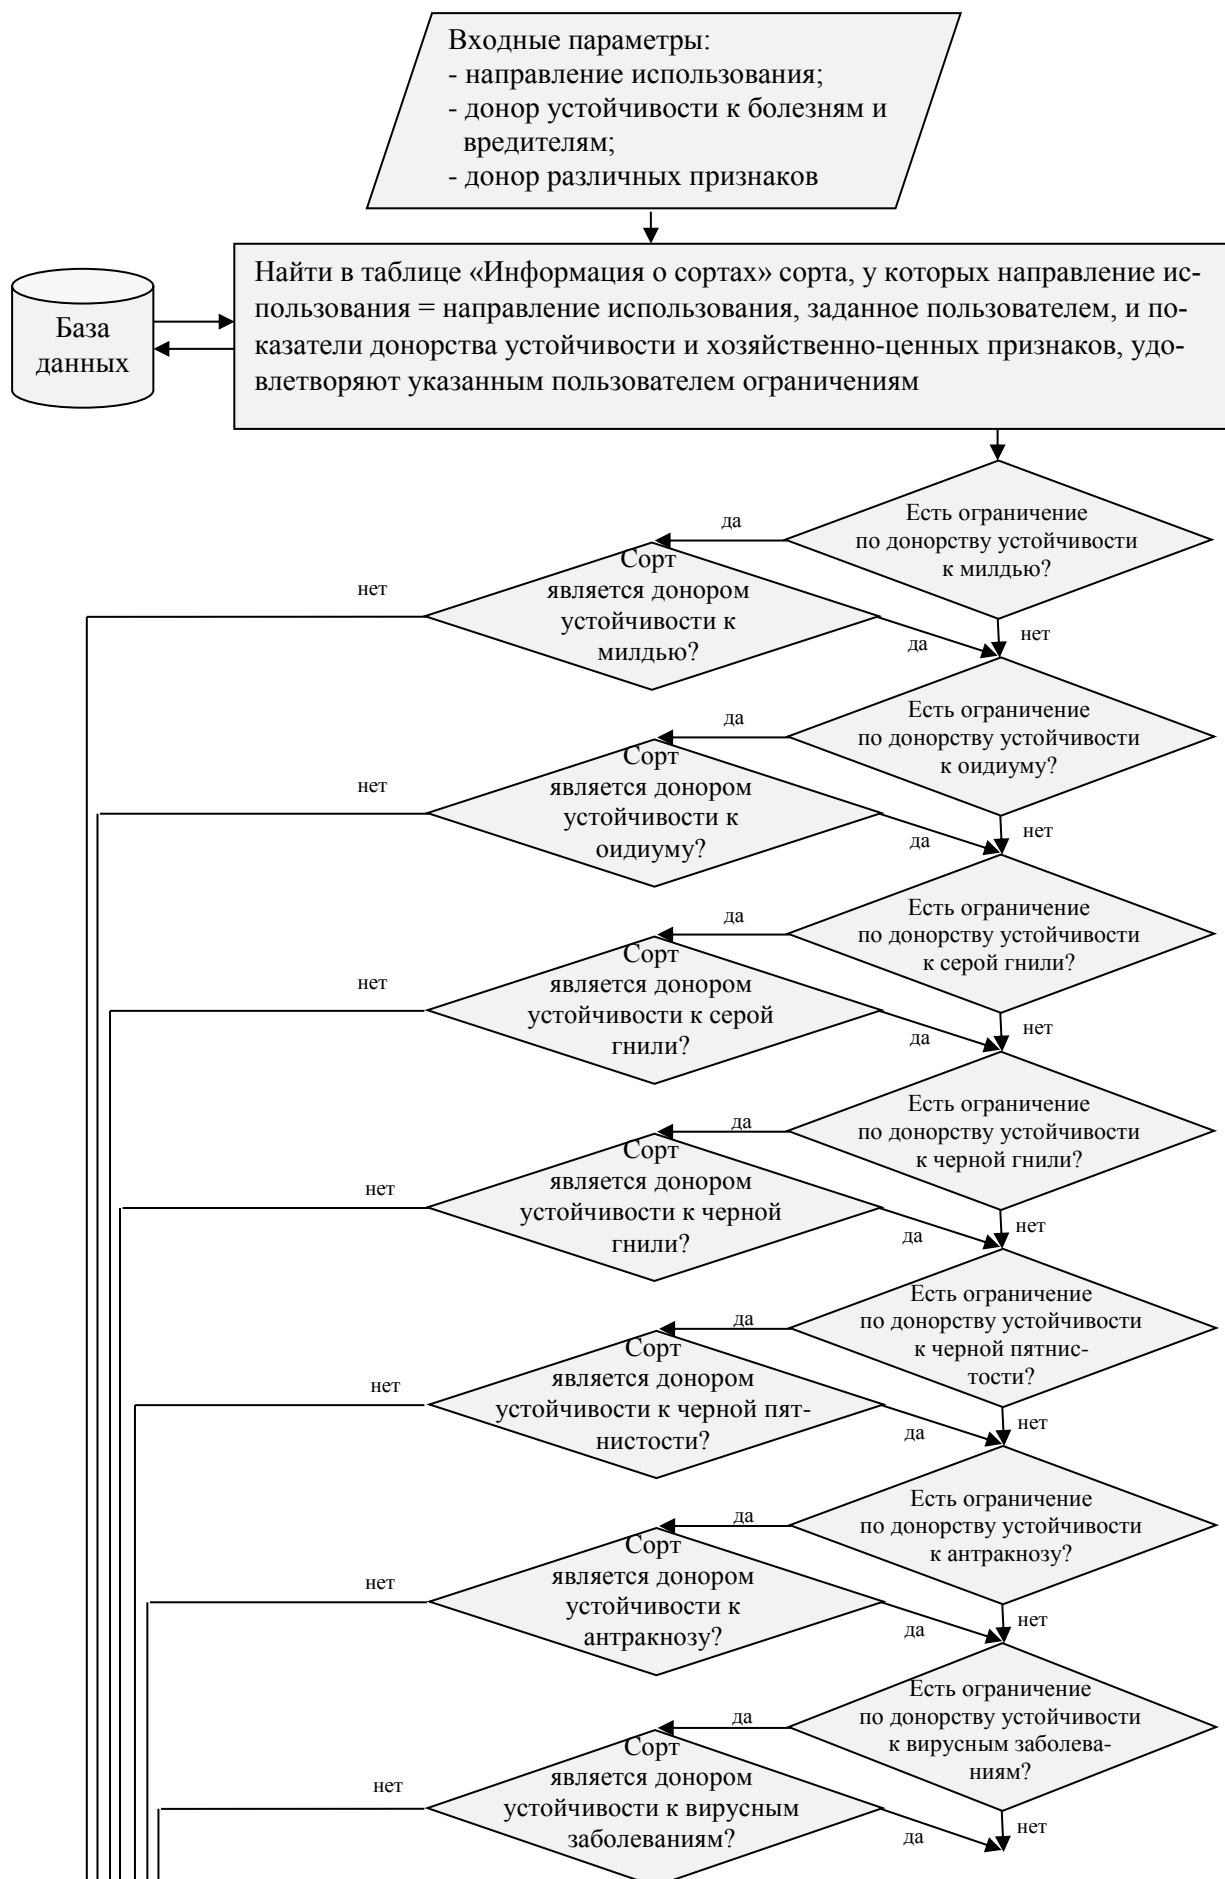 Входные параметры:
- направление использования;
- донор устойчивости к болезням и
вредителям;
- донор различных признаков
База
данных
Найти в таблице «Информация о сортах» сорта, у которых направление ис-
пользования = направление использования, заданное пользователем, и по-
казатели донорства устойчивости и хозяйственно-ценных признаков, удо-
влетворяют указанным пользователем ограничениям
Есть ограничение
по донорству устойчивости
к милдью?
да
нет
Сорт
является донором
устойчивости к
милдью?
нет
да
Есть ограничение
по донорству устойчивости
к оидиуму?
да
нет
Сорт
является донором
устойчивости к
оидиуму?
нет
да
Есть ограничение
по донорству устойчивости
к серой гнили?
да
нет
Сорт
является донором
устойчивости к серой
гнили?
нет
да
Есть ограничение
по донорству устойчивости
к черной гнили?
да
нет
Сорт
является донором
устойчивости к черной
гнили?
нет
да
Есть ограничение
по донорству устойчивости
к черной пятнис-
тости?
да
нет
Сорт
является донором
устойчивости к черной пят-
нистости?
нет
да
Есть ограничение
по донорству устойчивости
к антракнозу?
да
нет
Сорт
является донором
устойчивости к
антракнозу?
нет
да
Есть ограничение
по донорству устойчивости
к вирусным заболева-
ниям?
да
нет
Сорт
является донором
устойчивости к вирусным
заболеваниям?
нет
да